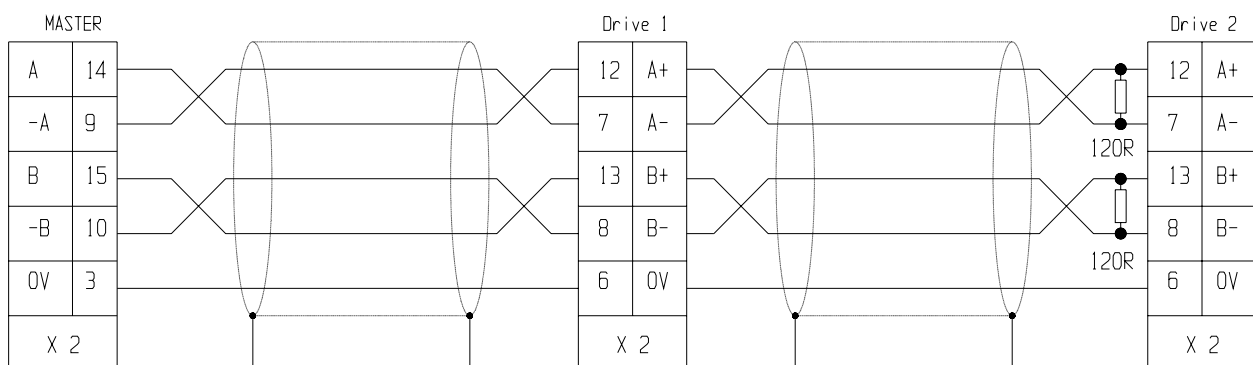 MASTER Drive 1 Drive 2
A 14 12 A+ 12 A+
-A 9 7 A- 7 A-
120R
B 15 13 B+ 13 B+
-B 10 8 B- 8 B-
120R
0V 3 6 0V 6 0V
X 2 X 2 X 2